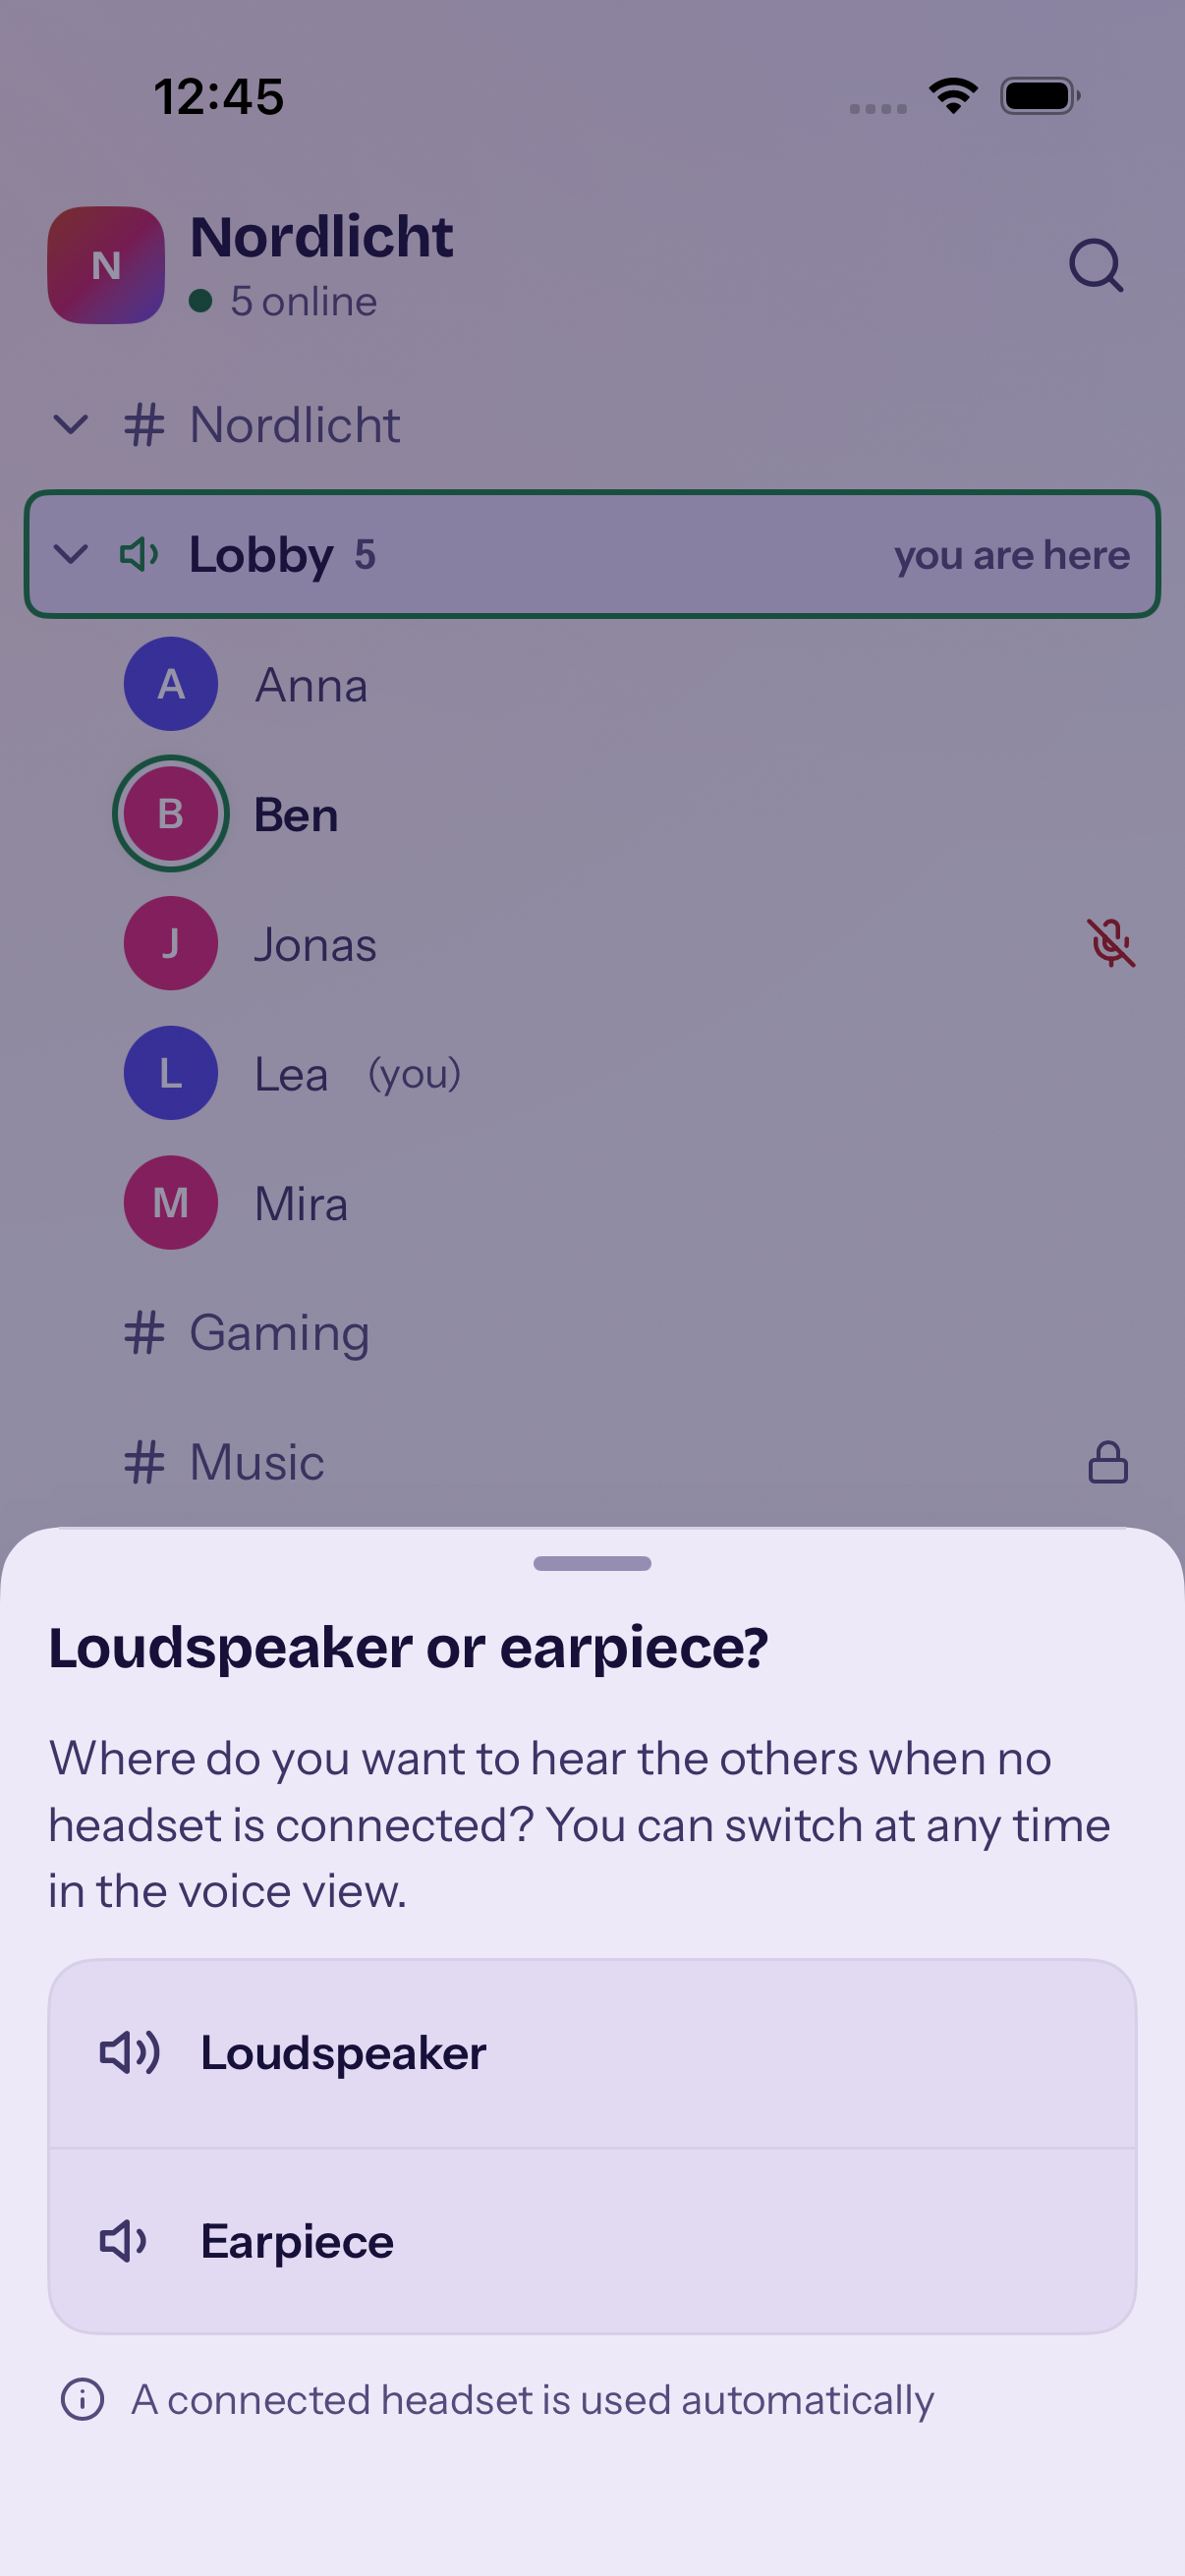 12:45
N
Nordlicht
5 online
# Nordlicht
Lobby 5 you are here
A Anna
B Ben
J Jonas
L Lea (you)
M Mira
# Gaming
# Music
Loudspeaker or earpiece?
Where do you want to hear the others when no
headset is connected? You can switch at any time
in the voice view.
Loudspeaker
Earpiece
A connected headset is used automatically